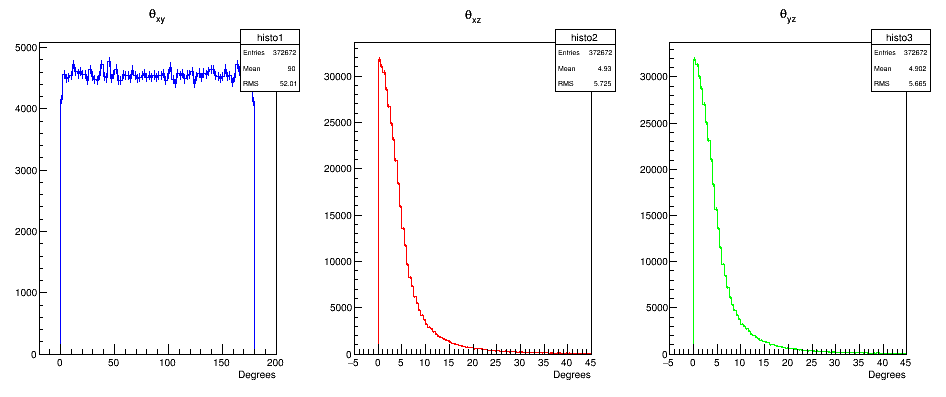 θxy
histo1
Entries 372672
Mean 90
RMS 52.01
5000
4000
3000
2000
1000
0
0 50 100 150 200
Degrees
θxz
histo2
Entries 372672
Mean 4.93
RMS 5.725
30000
25000
20000
15000
10000
5000
0
−5 0 5 10 15 20 25 30 35 40 45
Degrees
θyz
histo3
Entries 372672
Mean 4.902
RMS 5.665
30000
25000
20000
15000
10000
5000
0
−5 0 5 10 15 20 25 30 35 40 45
Degrees